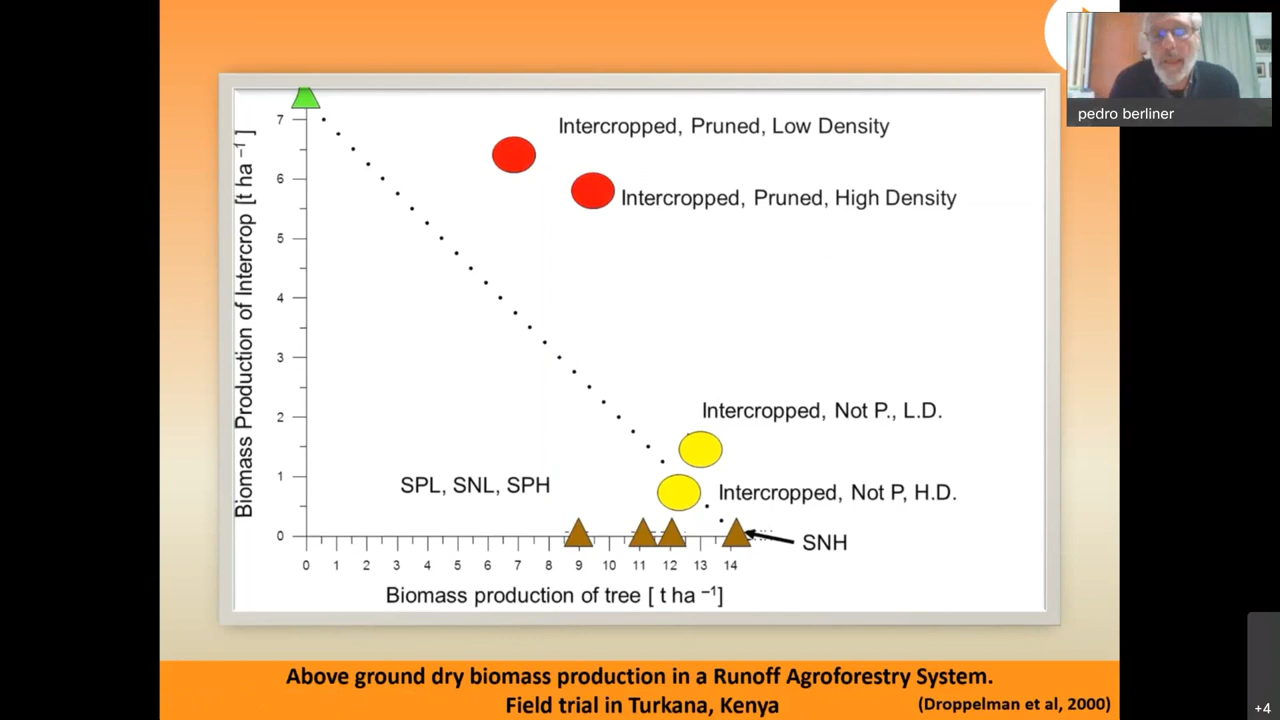 pedro berliner
Biomass Production of Intercrop [t ha ⁻¹ ]
7
6
5
4
3
2
1
0
Intercropped, Pruned, Low Density
Intercropped, Pruned, High Density
Intercropped, Not P., L.D.
SPL, SNL, SPH
Intercropped, Not P, H.D.
SNH
0 1 2 3 4 5 6 7 8 9 10 11 12 13 14
Biomass production of tree [ t ha ⁻¹]
Above ground dry biomass production in a Runoff Agroforestry System.
Field trial in Turkana, Kenya
(Droppelman et al, 2000)
+4